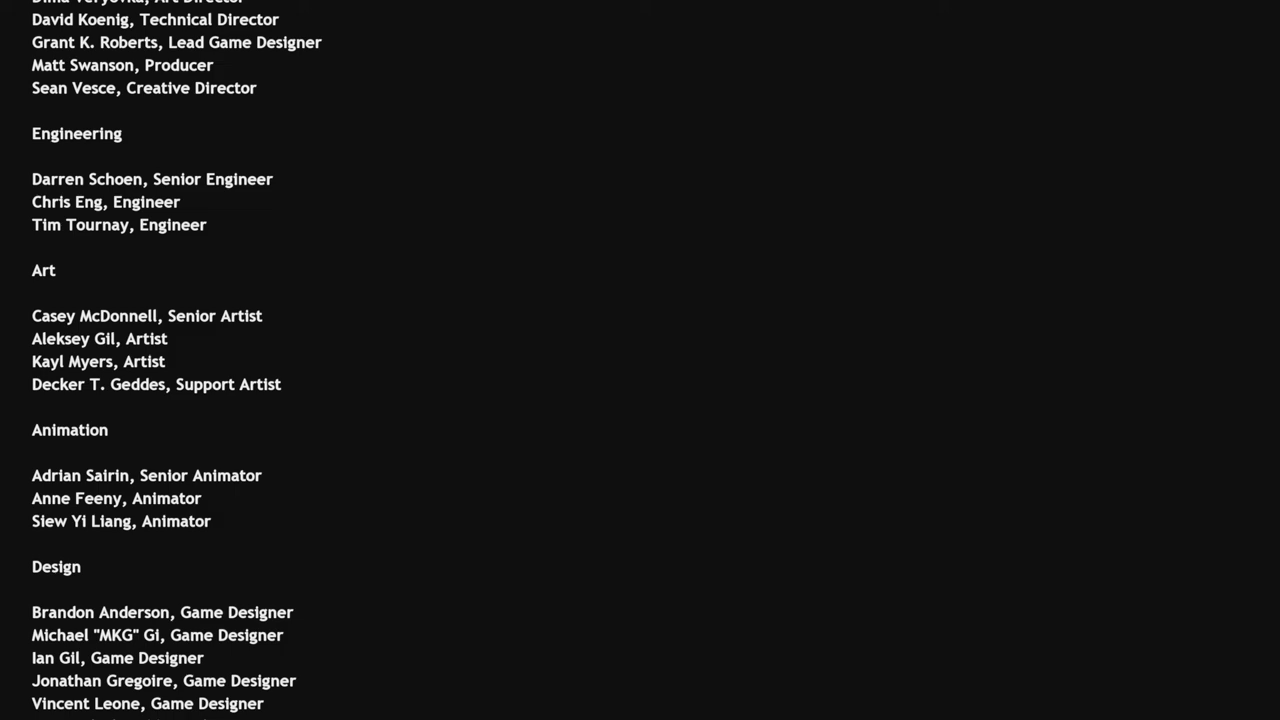 David Koenig, Technical Director
Grant K. Roberts, Lead Game Designer
Matt Swanson, Producer
Sean Vesce, Creative Director
Engineering
Darren Schoen, Senior Engineer
Chris Eng, Engineer
Tim Tournay, Engineer
Art
Casey McDonnell, Senior Artist
Aleksey Gil, Artist
Kayl Myers, Artist
Decker T. Geddes, Support Artist
Animation
Adrian Sairin, Senior Animator
Anne Feeny, Animator
Siew Yi Liang, Animator
Design
Brandon Anderson, Game Designer
Michael "MKG" Gi, Game Designer
Ian Gil, Game Designer
Jonathan Gregoire, Game Designer
Vincent Leone, Game Designer